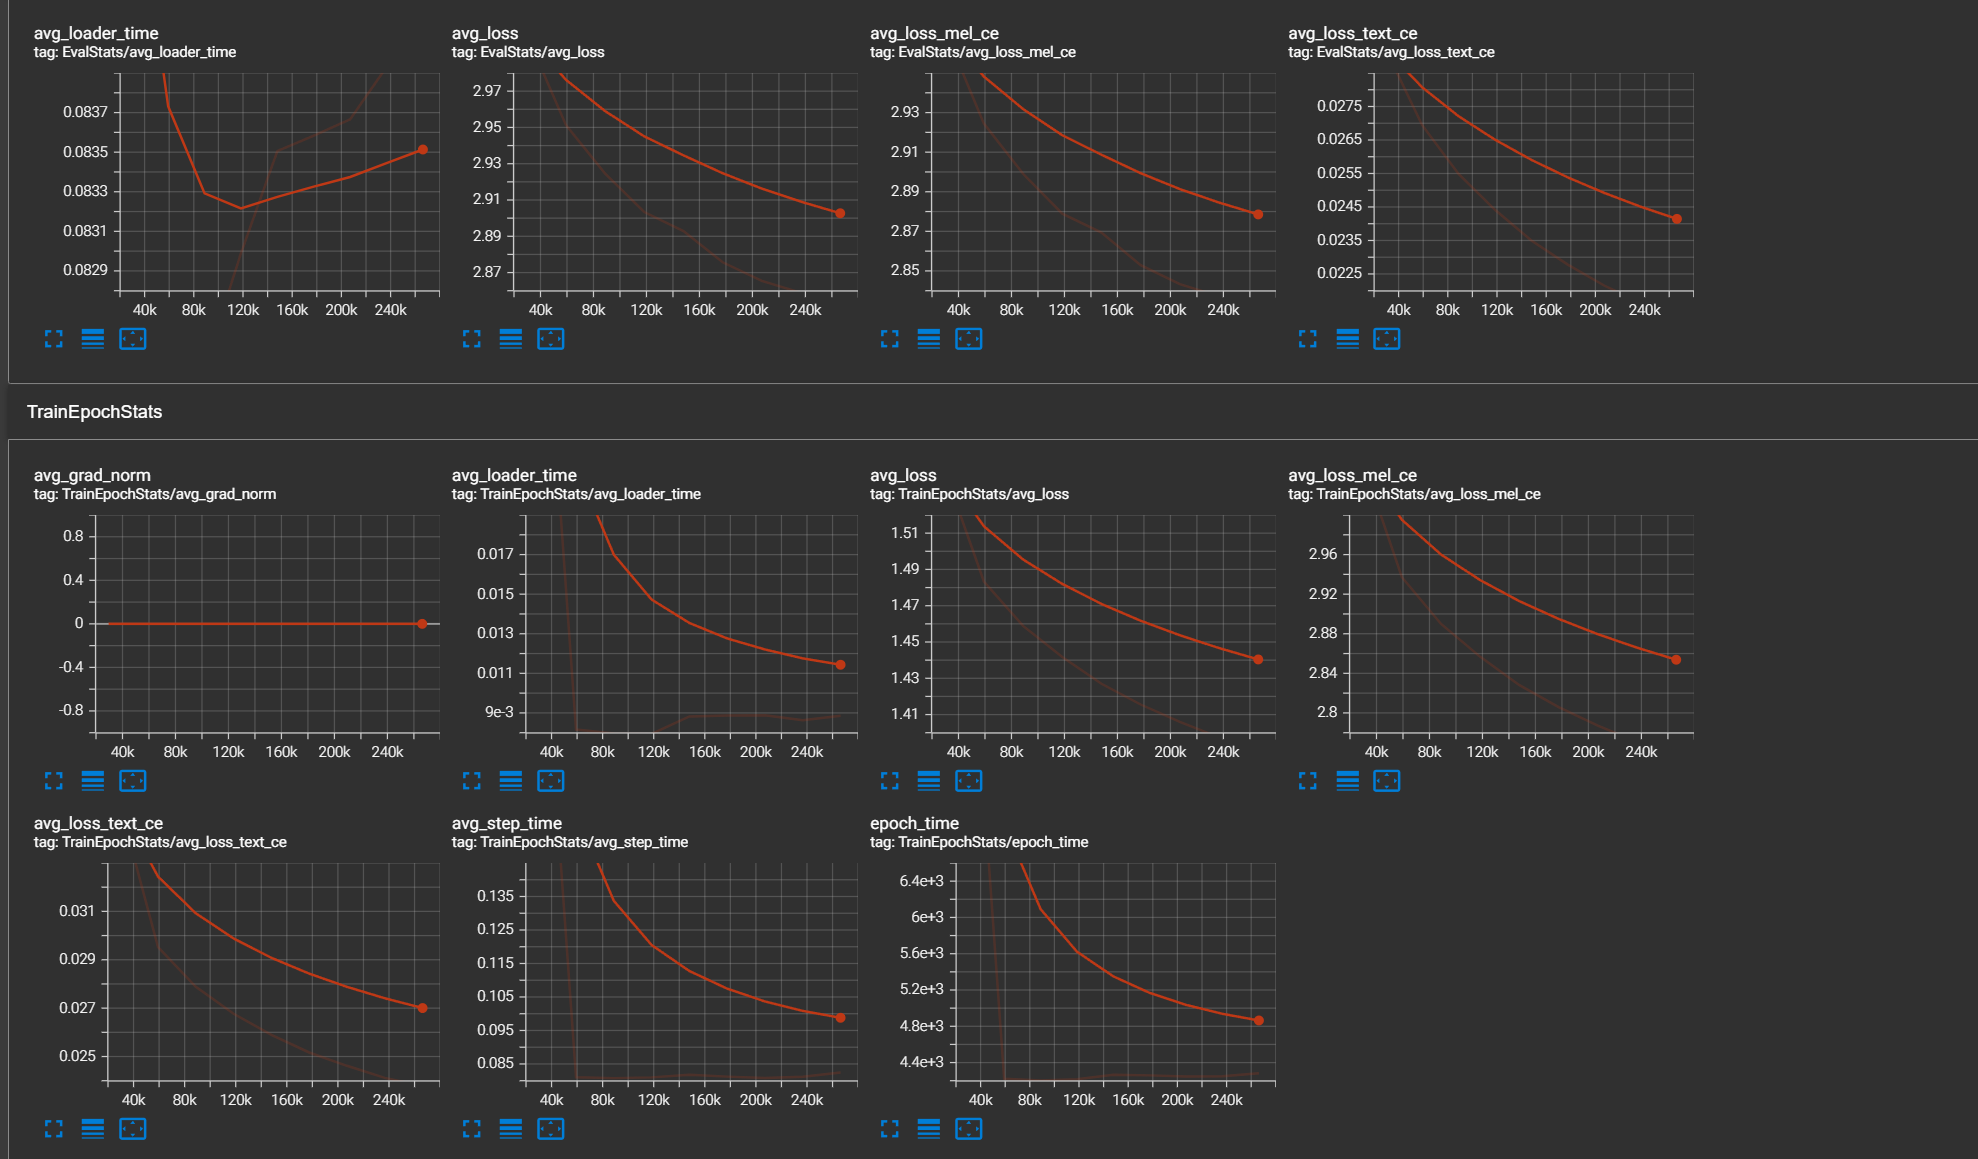 avg_loader_time
tag: EvalStats/avg_loader_time
0.0837
0.0835
0.0833
0.0831
0.0829
40k 80k 120k 160k 200k 240k
avg_loss
tag: EvalStats/avg_loss
2.97
2.95
2.93
2.91
2.89
2.87
40k 80k 120k 160k 200k 240k
avg_loss_mel_ce
tag: EvalStats/avg_loss_mel_ce
2.93
2.91
2.89
2.87
2.85
40k 80k 120k 160k 200k 240k
avg_loss_text_ce
tag: EvalStats/avg_loss_text_ce
0.0275
0.0265
0.0255
0.0245
0.0235
0.0225
40k 80k 120k 160k 200k 240k
TrainEpochStats
avg_grad_norm
tag: TrainEpochStats/avg_grad_norm
0.8
0.4
0
-0.4
-0.8
40k 80k 120k 160k 200k 240k
avg_loader_time
tag: TrainEpochStats/avg_loader_time
0.017
0.015
0.013
0.011
9e-3
40k 80k 120k 160k 200k 240k
avg_loss
tag: TrainEpochStats/avg_loss
1.51
1.49
1.47
1.45
1.43
1.41
40k 80k 120k 160k 200k 240k
avg_loss_mel_ce
tag: TrainEpochStats/avg_loss_mel_ce
2.96
2.92
2.88
2.84
2.8
40k 80k 120k 160k 200k 240k
avg_loss_text_ce
tag: TrainEpochStats/avg_loss_text_ce
0.031
0.029
0.027
0.025
40k 80k 120k 160k 200k 240k
avg_step_time
tag: TrainEpochStats/avg_step_time
0.135
0.125
0.115
0.105
0.095
0.085
40k 80k 120k 160k 200k 240k
epoch_time
tag: TrainEpochStats/epoch_time
6.4e+3
6e+3
5.6e+3
5.2e+3
4.8e+3
4.4e+3
40k 80k 120k 160k 200k 240k